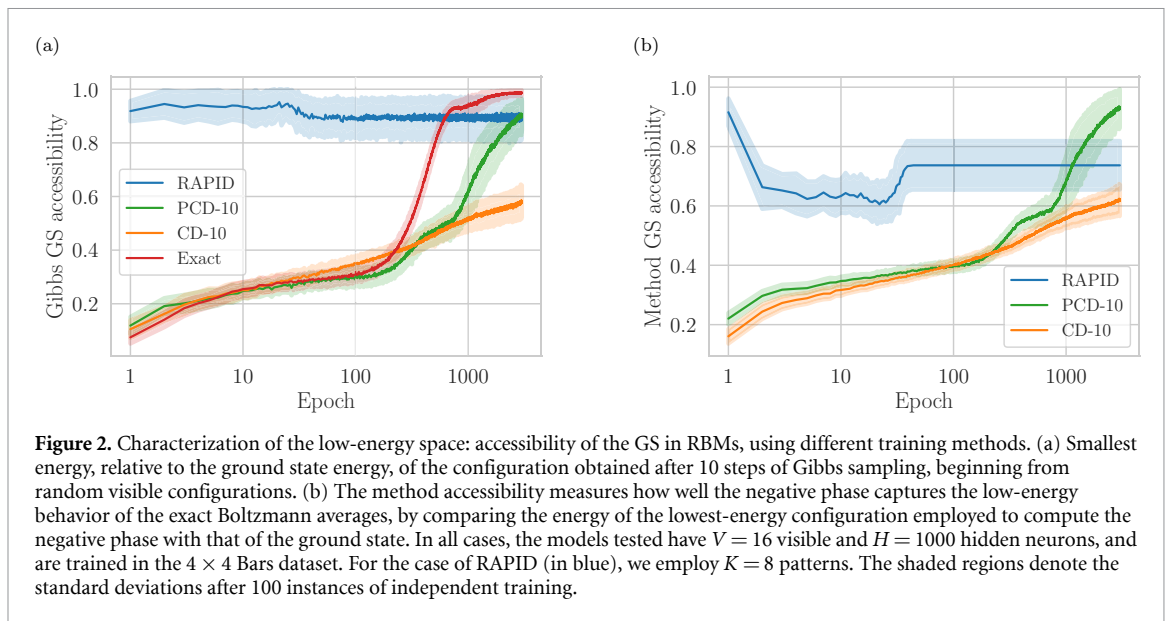 (a)
1.0
0.8
0.6
0.4
0.2
Gibbs GS accessibility
RAPID
PCD-10
CD-10
Exact
1
10
100
1000
Epoch
(b)
1.0
0.8
0.6
0.4
0.2
Method GS accessibility
RAPID
PCD-10
CD-10
1
10
100
1000
Epoch
Figure 2. Characterization of the low-energy space: accessibility of the GS in RBMs, using different training methods. (a) Smallest
energy, relative to the ground state energy, of the configuration obtained after 10 steps of Gibbs sampling, beginning from
random visible configurations. (b) The method accessibility measures how well the negative phase captures the low-energy
behavior of the exact Boltzmann averages, by comparing the energy of the lowest-energy configuration employed to compute the
negative phase with that of the ground state. In all cases, the models tested have V = 16 visible and H = 1000 hidden neurons, and
are trained in the 4 × 4 Bars dataset. For the case of RAPID (in blue), we employ K = 8 patterns. The shaded regions denote the
standard deviations after 100 instances of independent training.